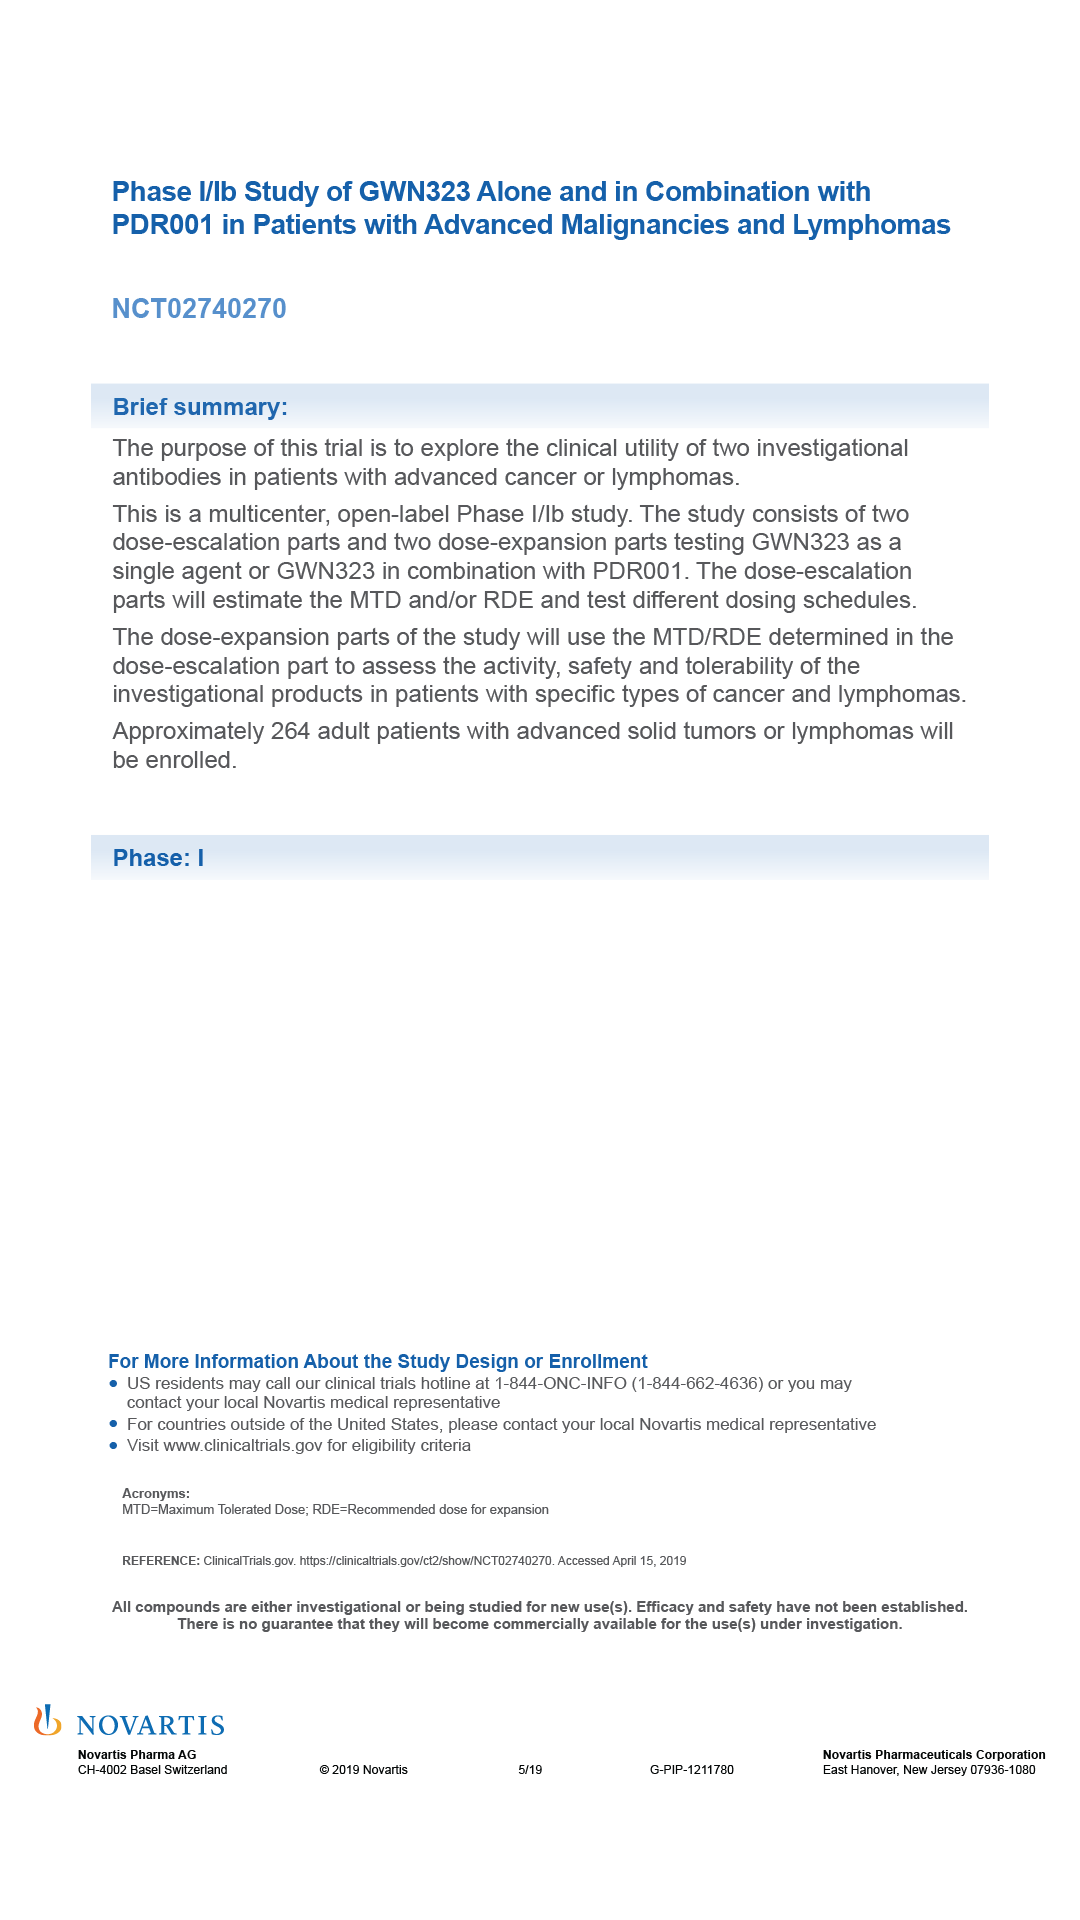 Phase I/Ib Study of GWN323 Alone and in Combination with
PDR001 in Patients with Advanced Malignancies and Lymphomas
NCT02740270
Brief summary:
The purpose of this trial is to explore the clinical utility of two investigational
antibodies in patients with advanced cancer or lymphomas.
This is a multicenter, open-label Phase I/Ib study. The study consists of two
dose-escalation parts and two dose-expansion parts testing GWN323 as a
single agent or GWN323 in combination with PDR001. The dose-escalation
parts will estimate the MTD and/or RDE and test different dosing schedules.
The dose-expansion parts of the study will use the MTD/RDE determined in the
dose-escalation part to assess the activity, safety and tolerability of the
investigational products in patients with specific types of cancer and lymphomas.
Approximately 264 adult patients with advanced solid tumors or lymphomas will
be enrolled.
Phase: I
For More Information About the Study Design or Enrollment
● US residents may call our clinical trials hotline at 1-844-ONC-INFO (1-844-662-4636) or you may
contact your local Novartis medical representative
● For countries outside of the United States, please contact your local Novartis medical representative
● Visit www.clinicaltrials.gov for eligibility criteria
Acronyms:
MTD=Maximum Tolerated Dose; RDE=Recommended dose for expansion
REFERENCE: ClinicalTrials.gov. https://clinicaltrials.gov/ct2/show/NCT02740270. Accessed April 15, 2019
All compounds are either investigational or being studied for new use(s). Efficacy and safety have not been established.
There is no guarantee that they will become commercially available for the use(s) under investigation.
NOVARTIS
Novartis Pharma AG
CH-4002 Basel Switzerland
© 2019 Novartis
5/19
G-PIP-1211780
Novartis Pharmaceuticals Corporation
East Hanover, New Jersey 07936-1080